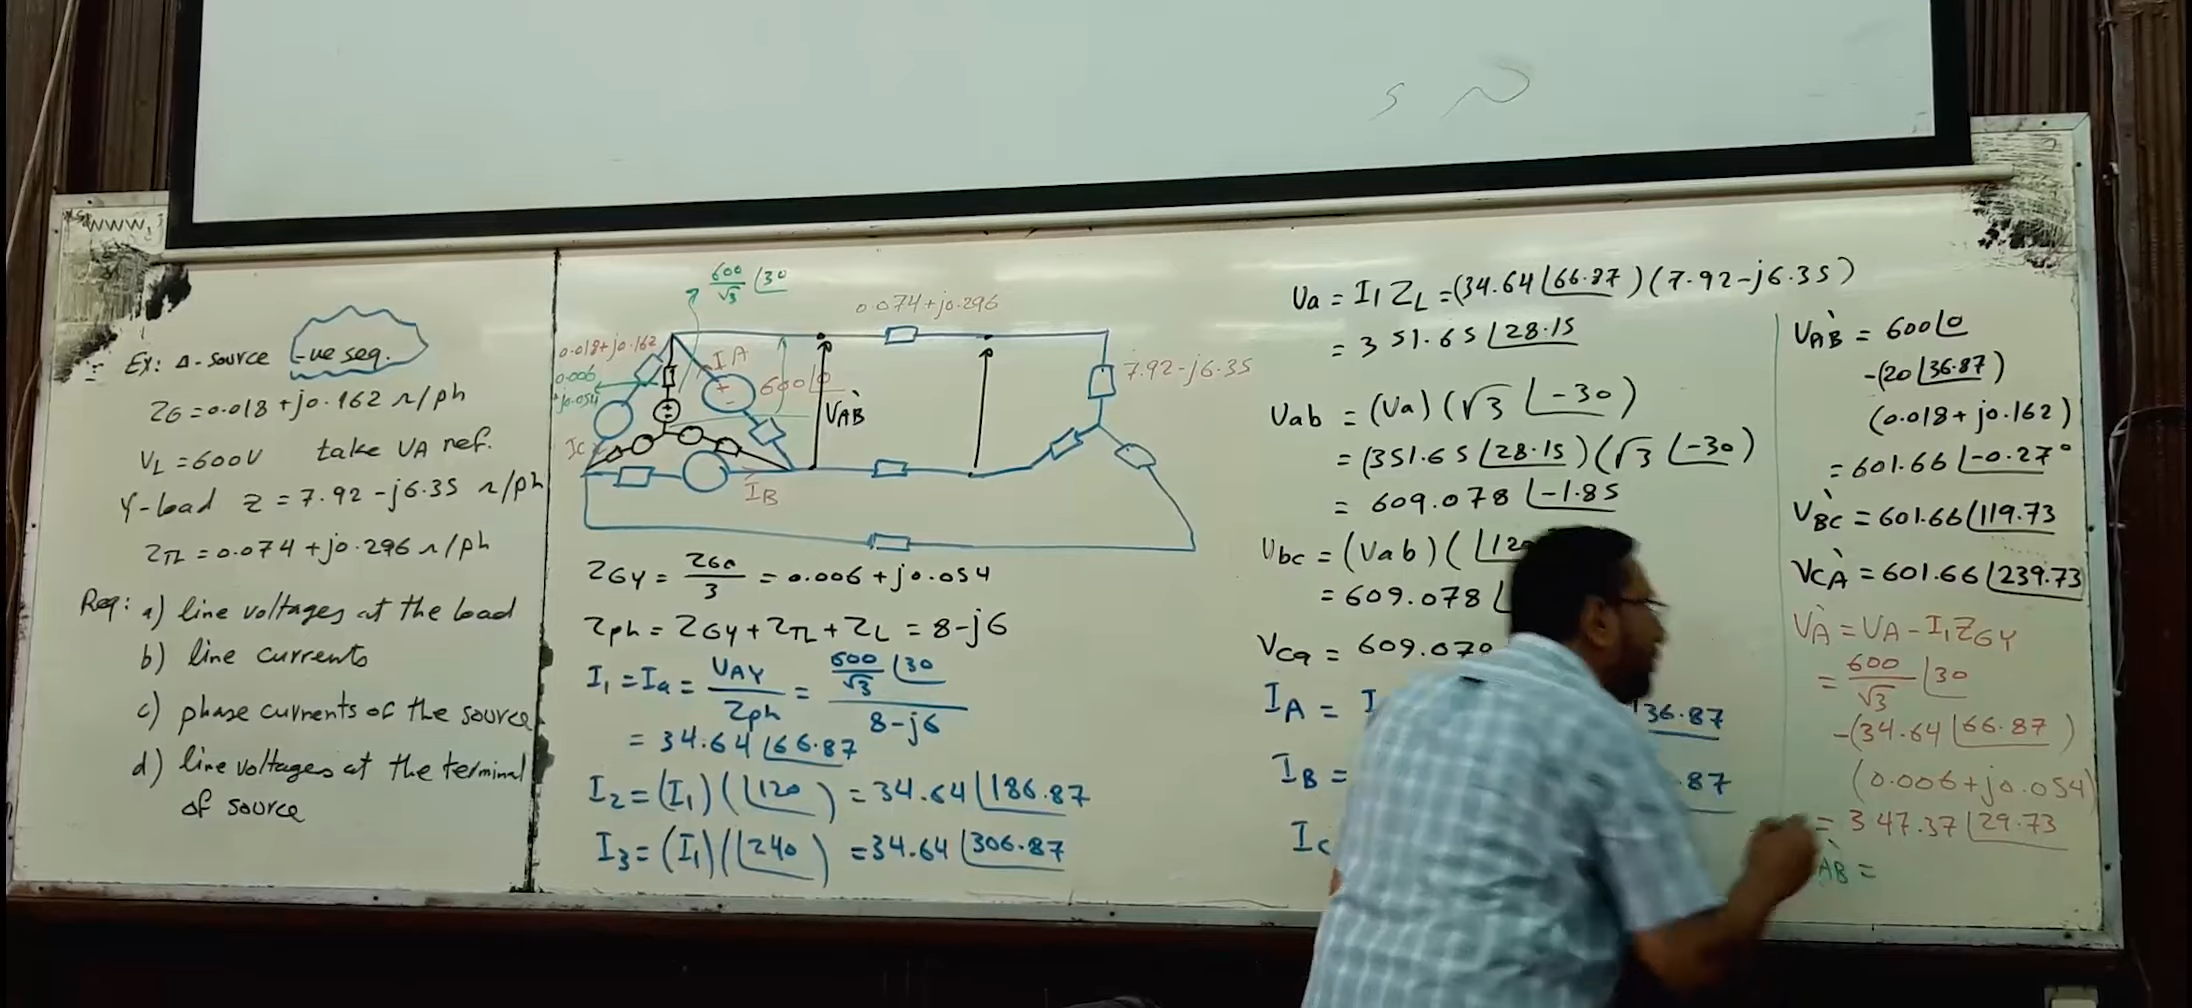 www.
Ex: Δ-source -ve seq.
ZG = 0.018 + j0.162 Ω/ph
VL = 600V take VA ref.
Y-load Z = 7.92 - j6.35 Ω/ph
ZTL = 0.074 + j0.296 Ω/ph
Req: a) line voltages at the load
b) line currents
c) phase currents of the source
d) line voltages at the terminal
of source
600/√3 ∠30
0.074+j0.296
0.018+j0.162
0.006
+j0.054
IA
600∠0
VA`B
7.92-j6.35
IC
IB
ZGY = ZGΔ/3 = 0.006 + j0.054
Zph = ZGY + ZTL + ZL = 8-j6
I1 = Ia = VAY/Zph = (600/√3 ∠30)/(8-j6)
= 34.64∠66.87
I2 = (I1)(∠120) = 34.64∠186.87
I3 = (I1)(∠240) = 34.64∠306.87
Va = I1 ZL = (34.64∠66.87)(7.92-j6.35)
= 351.65∠28.15
Vab = (Va)(√3 ∠-30)
= (351.65∠28.15)(√3 ∠-30)
= 609.078∠-1.85
Vbc = (Vab)(∠12
= 609.078∠
Vca = 609.07
IA = I
36.87
IB =
.87
Ic
VA`B = 600∠0
-(20∠36.87)
(0.018+j0.162)
= 601.66∠-0.27°
VB`C = 601.66∠119.73
VC`A = 601.66∠239.73
V`A = VA - I1ZGY
= 600/√3 ∠30
-(34.64∠66.87)
(0.006+j0.054)
= 347.37∠29.73
AB =